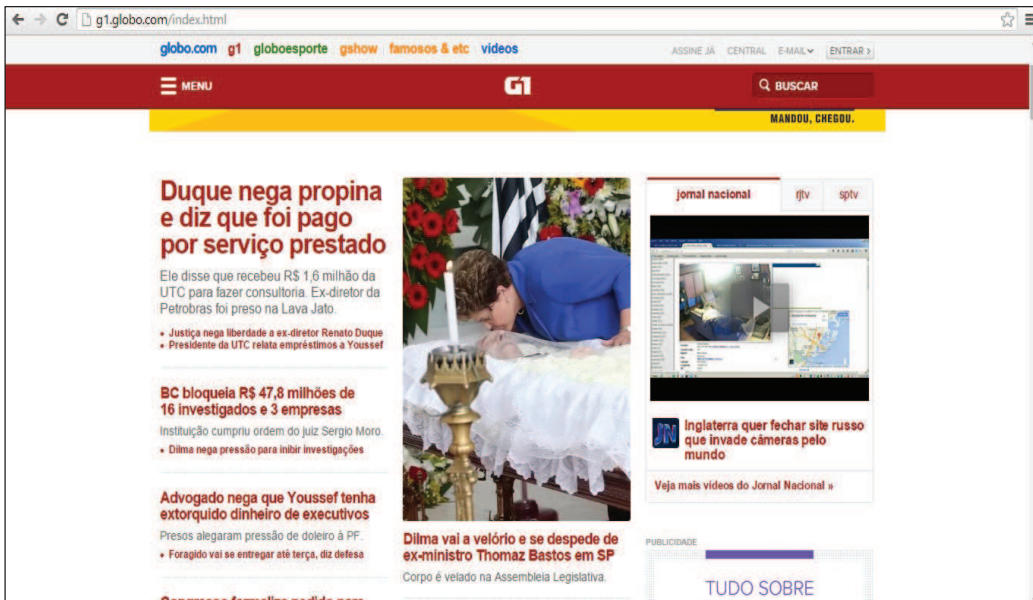 g1.globo.com/index.html
globo.com g1 globoesporte gshow famosos & etc vídeos
ASSINE JÁ CENTRAL E-MAIL ENTRAR >
MENU
G1
BUSCAR
MANDOU, CHEGOU.
Duque nega propina
e diz que foi pago
por serviço prestado
Ele disse que recebeu R$ 1,6 milhão da
UTC para fazer consultoria. Ex-diretor da
Petrobras foi preso na Lava Jato.
• Justiça nega liberdade a ex-diretor Renato Duque
• Presidente da UTC relata empréstimos a Youssef
BC bloqueia R$ 47,8 milhões de
16 investigados e 3 empresas
Instituição cumpriu ordem do juiz Sergio Moro.
• Dilma nega pressão para inibir investigações
Advogado nega que Youssef tenha
extorquido dinheiro de executivos
Presos alegaram pressão de doleiro à PF.
• Foragido vai se entregar até terça, diz defesa
Congresso formaliza pedido para
Dilma vai a velório e se despede de
ex-ministro Thomaz Bastos em SP
Corpo é velado na Assembleia Legislativa.
jornal nacional rjtv sptv
JN
Inglaterra quer fechar site russo
que invade câmeras pelo
mundo
Veja mais vídeos do Jornal Nacional »
PUBLICIDADE
TUDO SOBRE